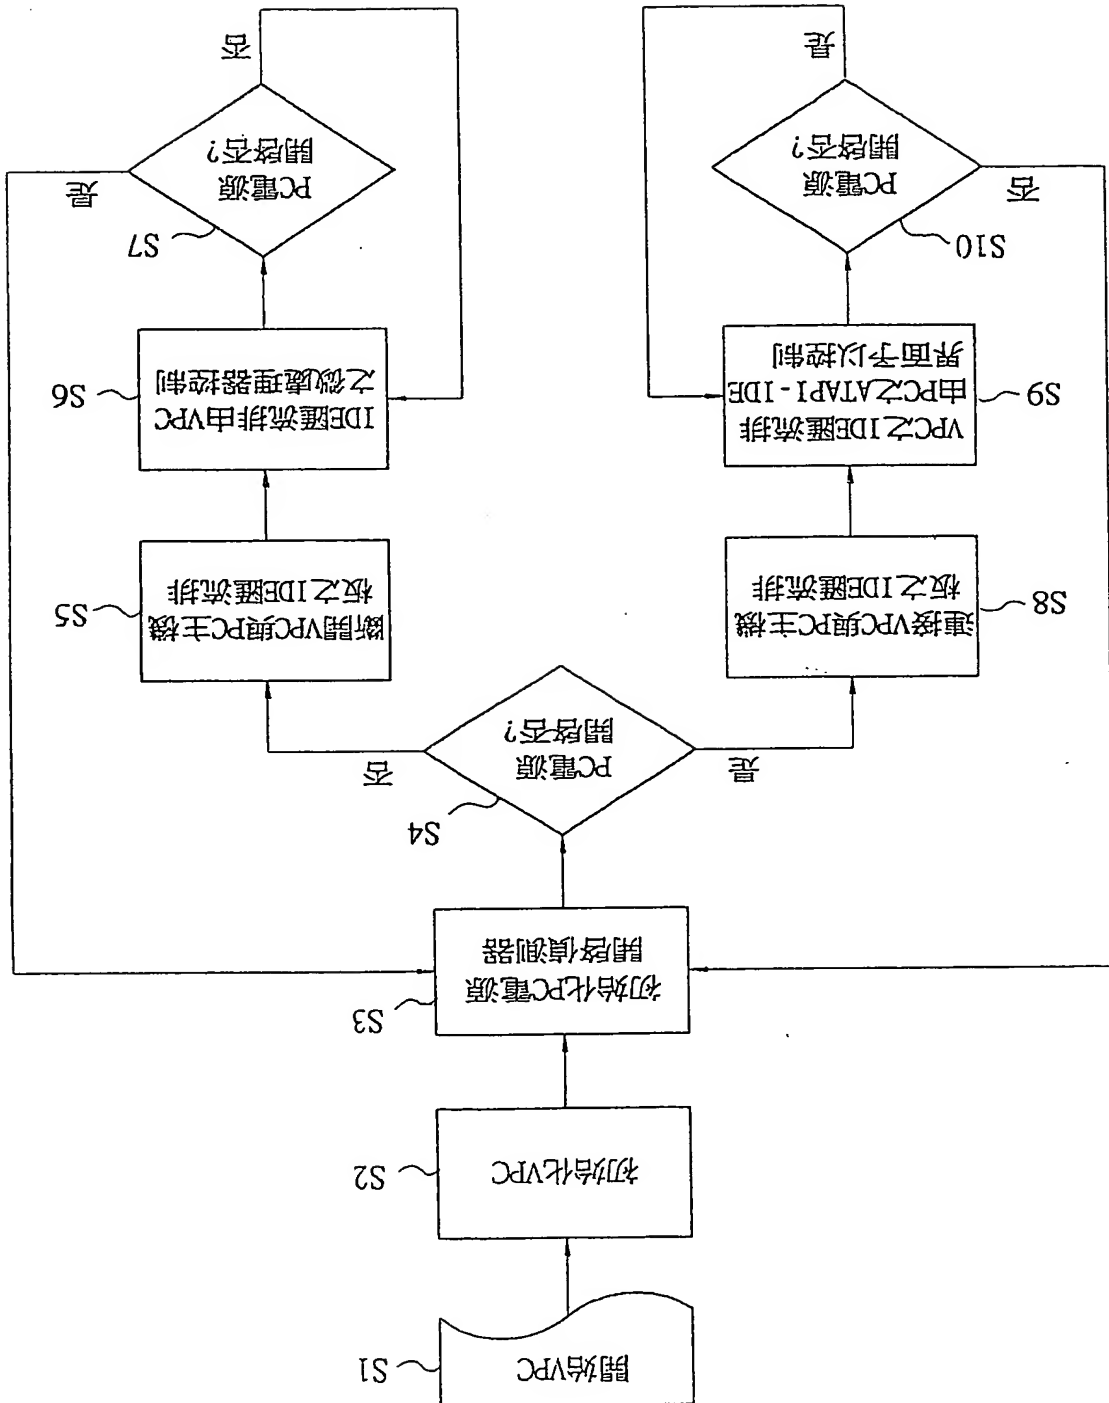 開始VPC
S1
初始化VPC
S2
初始化PC電源
開啓偵測器
S3
PC電源
開啓否?
S4
是
否
連接VPC與PC主機
板之IDE匯流排
S8
斷開VPC與PC主機
板之IDE匯流排
S5
VPC之IDE匯流排
由PC之ATAPI-IDE
界面予以控制
S9
IDE匯流排由VPC
之微處理器控制
S6
PC電源
開啓否?
S10
否
是
PC電源
開啓否?
S7
是
否